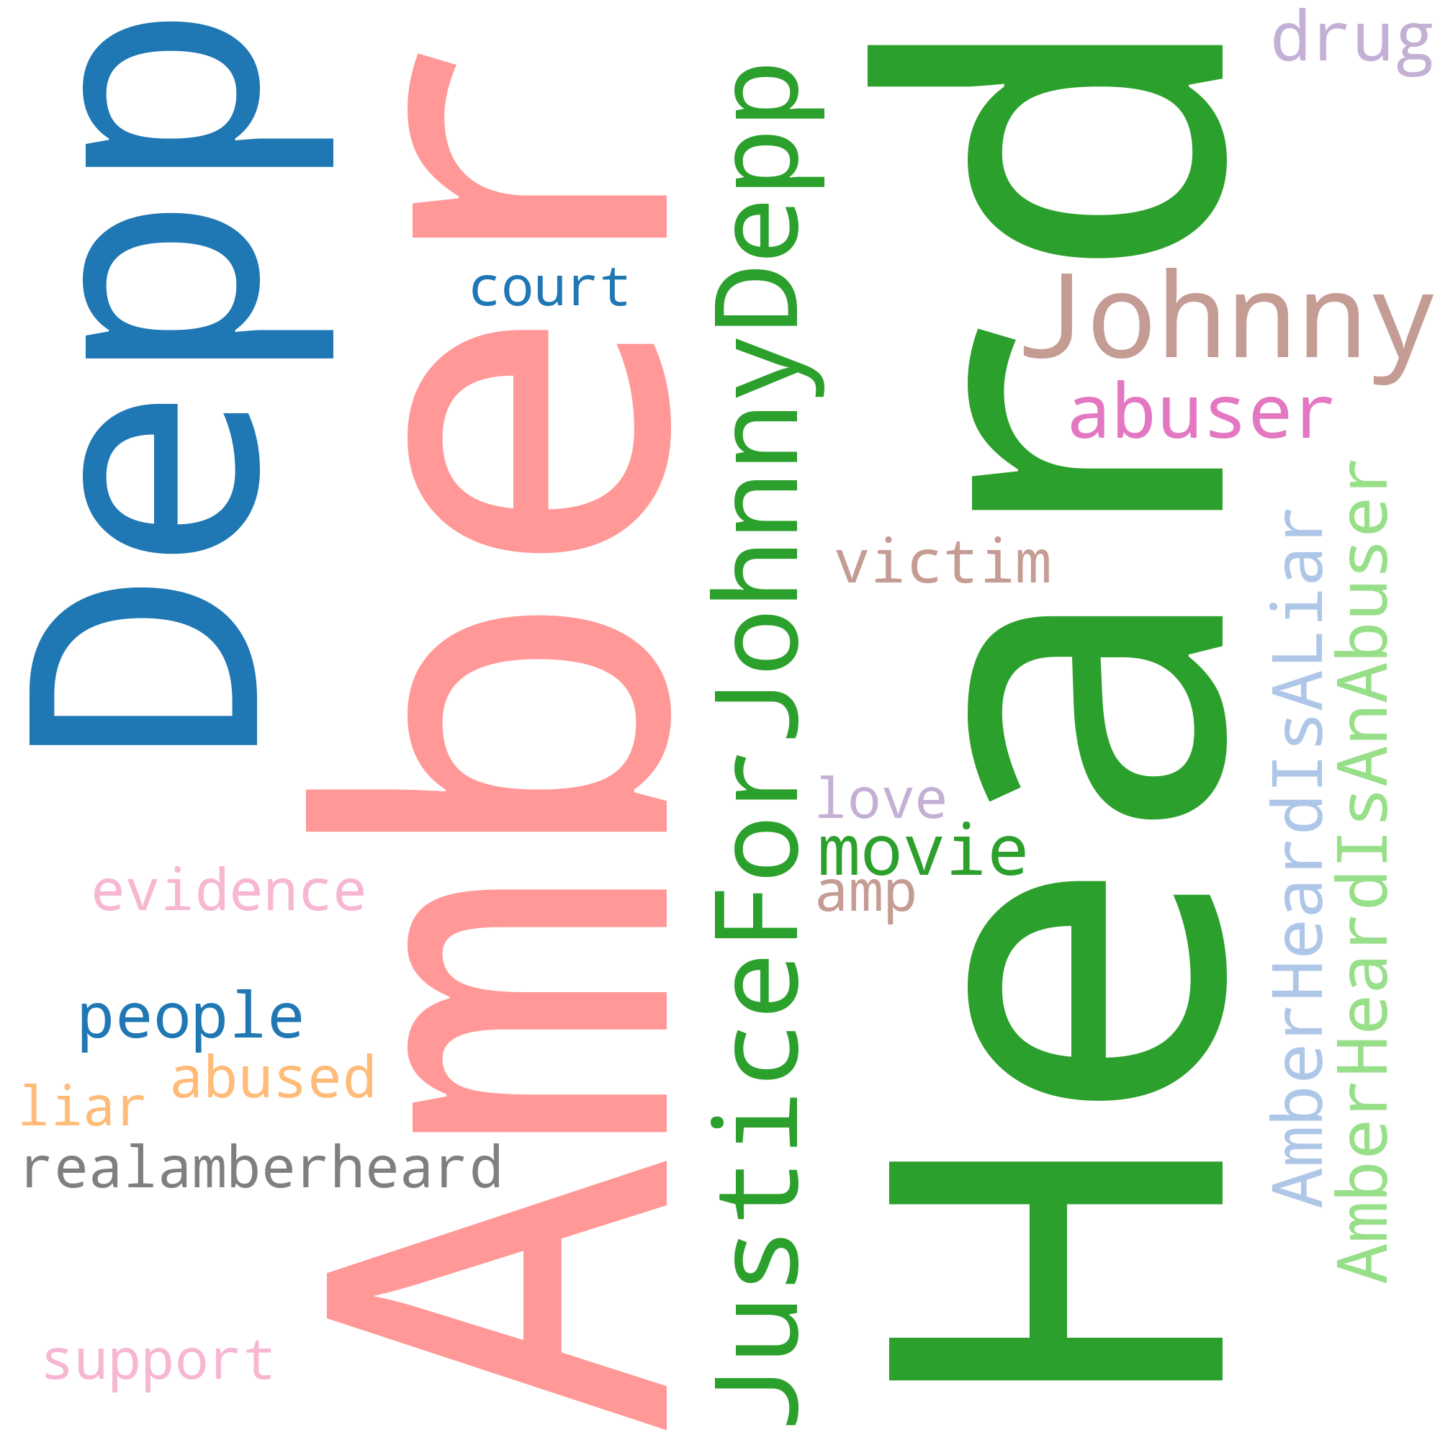 drug
Depp
Amber
court
JusticeForJohnnyDepp
Heard
Johnny
abuser
victim
AmberHeardIsALiar
AmberHeardIsAnAbuser
love
movie
amp
evidence
people
abused
liar
realamberheard
support